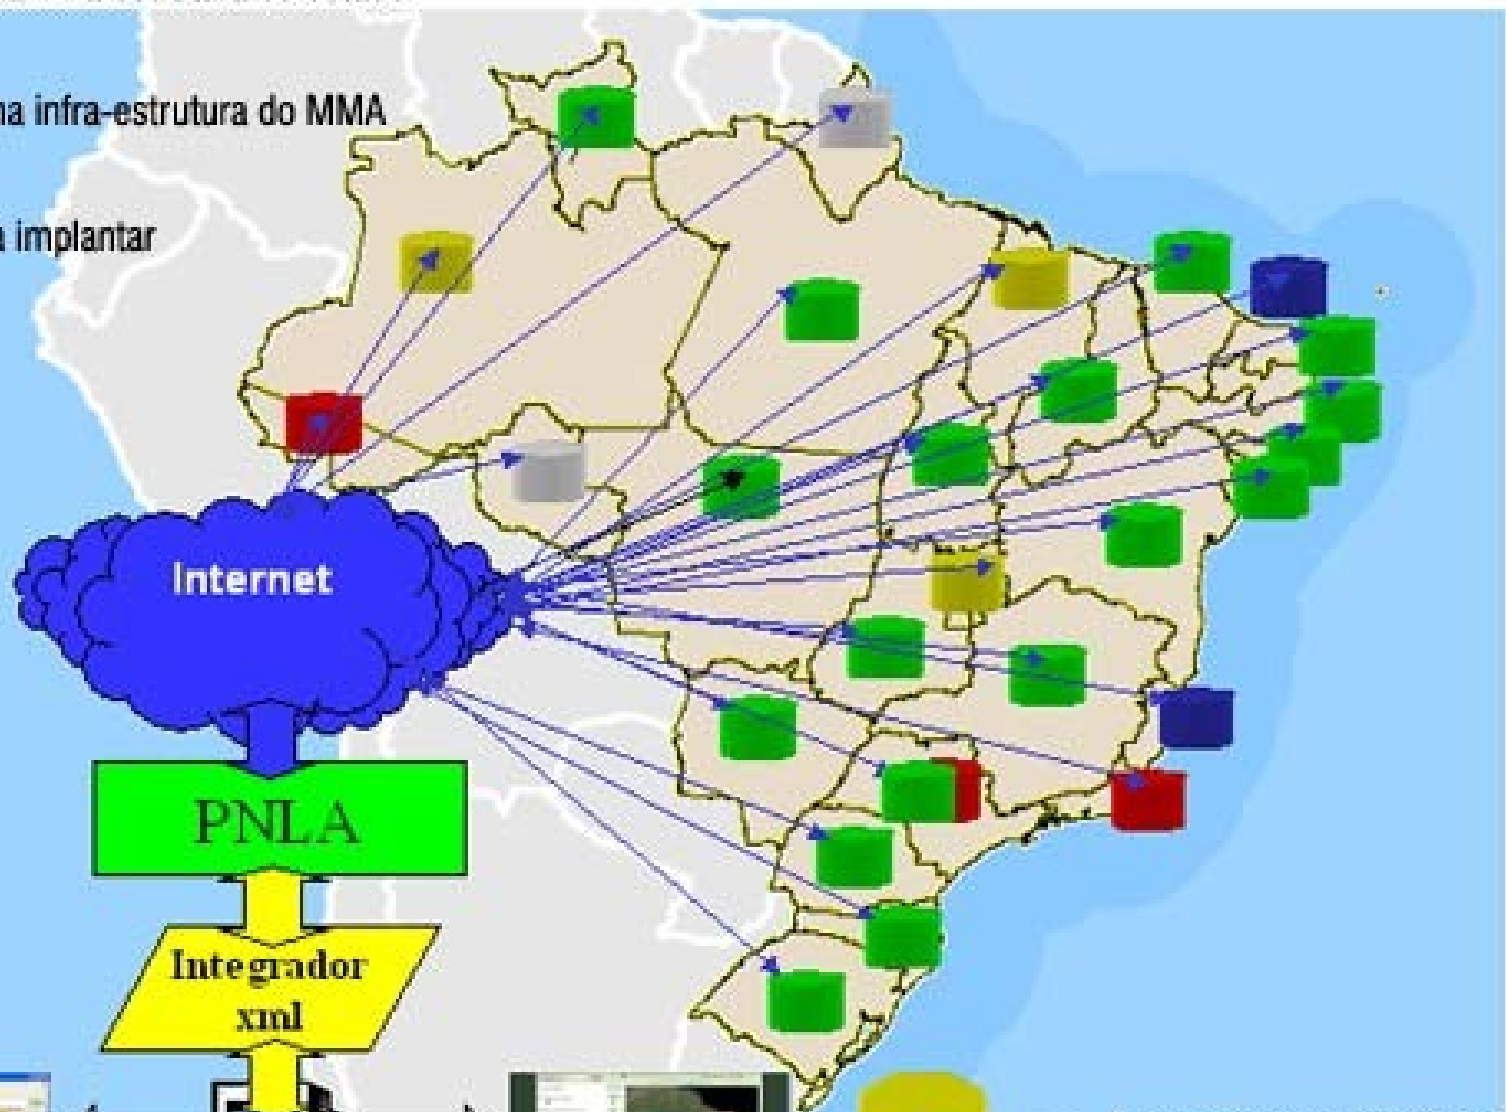 na infra-estrutura do MMA
a implantar
Internet
PNLA
Integrador
xml